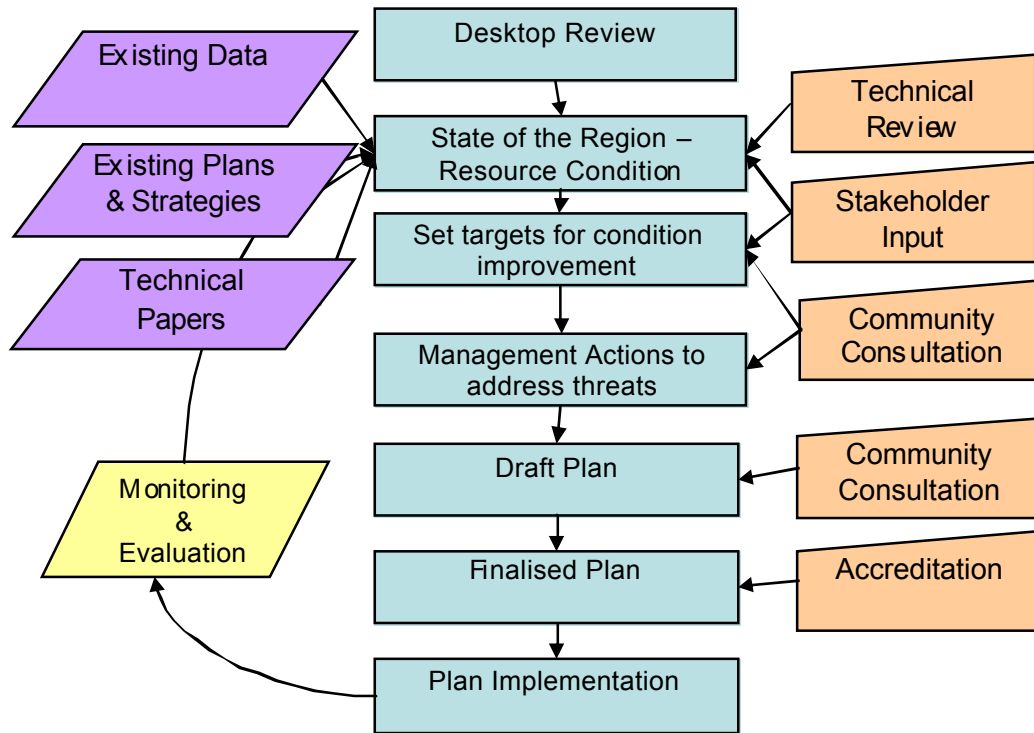 Existing Data
Existing Plans
& Strategies
Technical
Papers
Monitoring
&
Evaluation
Desktop Review
State of the Region –
Resource Condition
Set targets for condition
improvement
Management Actions to
address threats
Draft Plan
Finalised Plan
Plan Implementation
Technical
Review
Stakeholder
Input
Community
Consultation
Community
Consultation
Accreditation